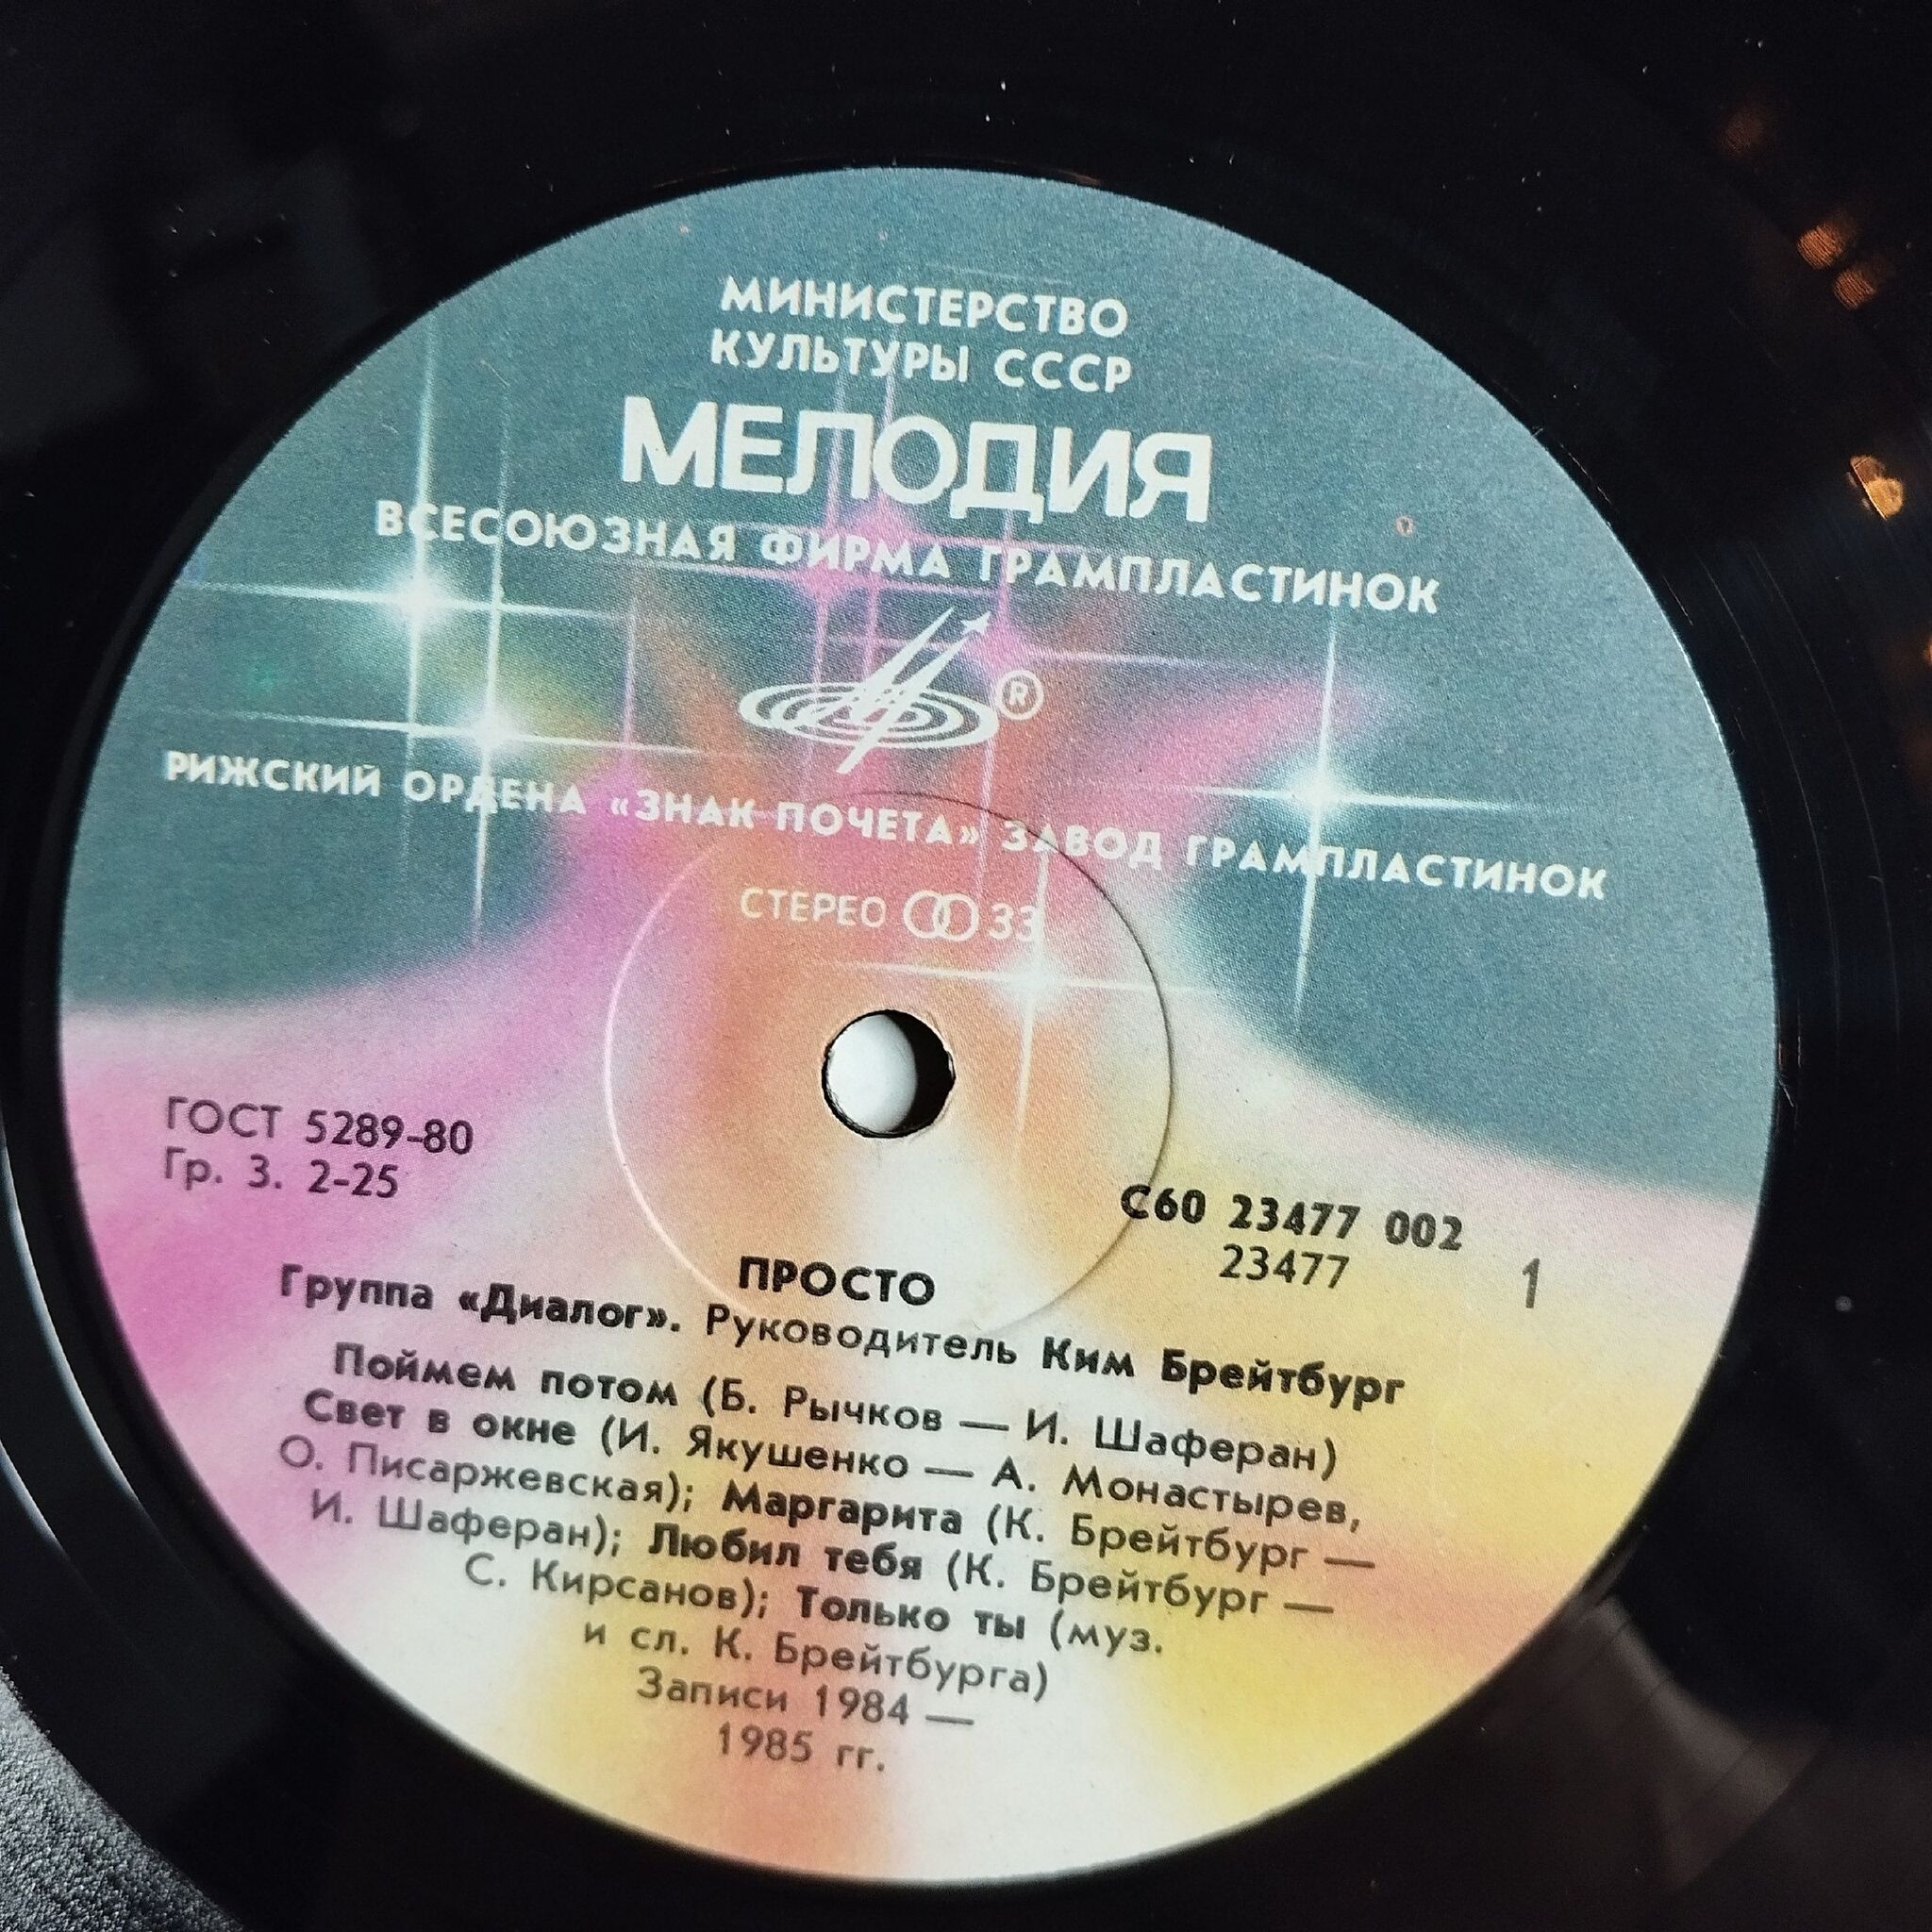 МИНИСТЕРСТВО
КУЛЬТУРЫ СССР
МЕЛОДИЯ
ВСЕСОЮЗНАЯ ФИРМА ГРАМПЛАСТИНОК
®
РИЖСКИЙ ОРДЕНА «ЗНАК ПОЧЕТА» ЗАВОД ГРАМПЛАСТИНОК
СТЕРЕО 33
ГОСТ 5289-80
Гр. 3. 2-25
С60 23477 002
23477
1
ПРОСТО
Группа «Диалог». Руководитель Ким Брейтбург
Поймем потом (Б. Рычков — И. Шаферан)
Свет в окне (И. Якушенко — А. Монастырев,
О. Писаржевская); Маргарита (К. Брейтбург —
И. Шаферан); Любил тебя (К. Брейтбург —
С. Кирсанов); Только ты (муз.
и сл. К. Брейтбурга)
Записи 1984 —
1985 гг.